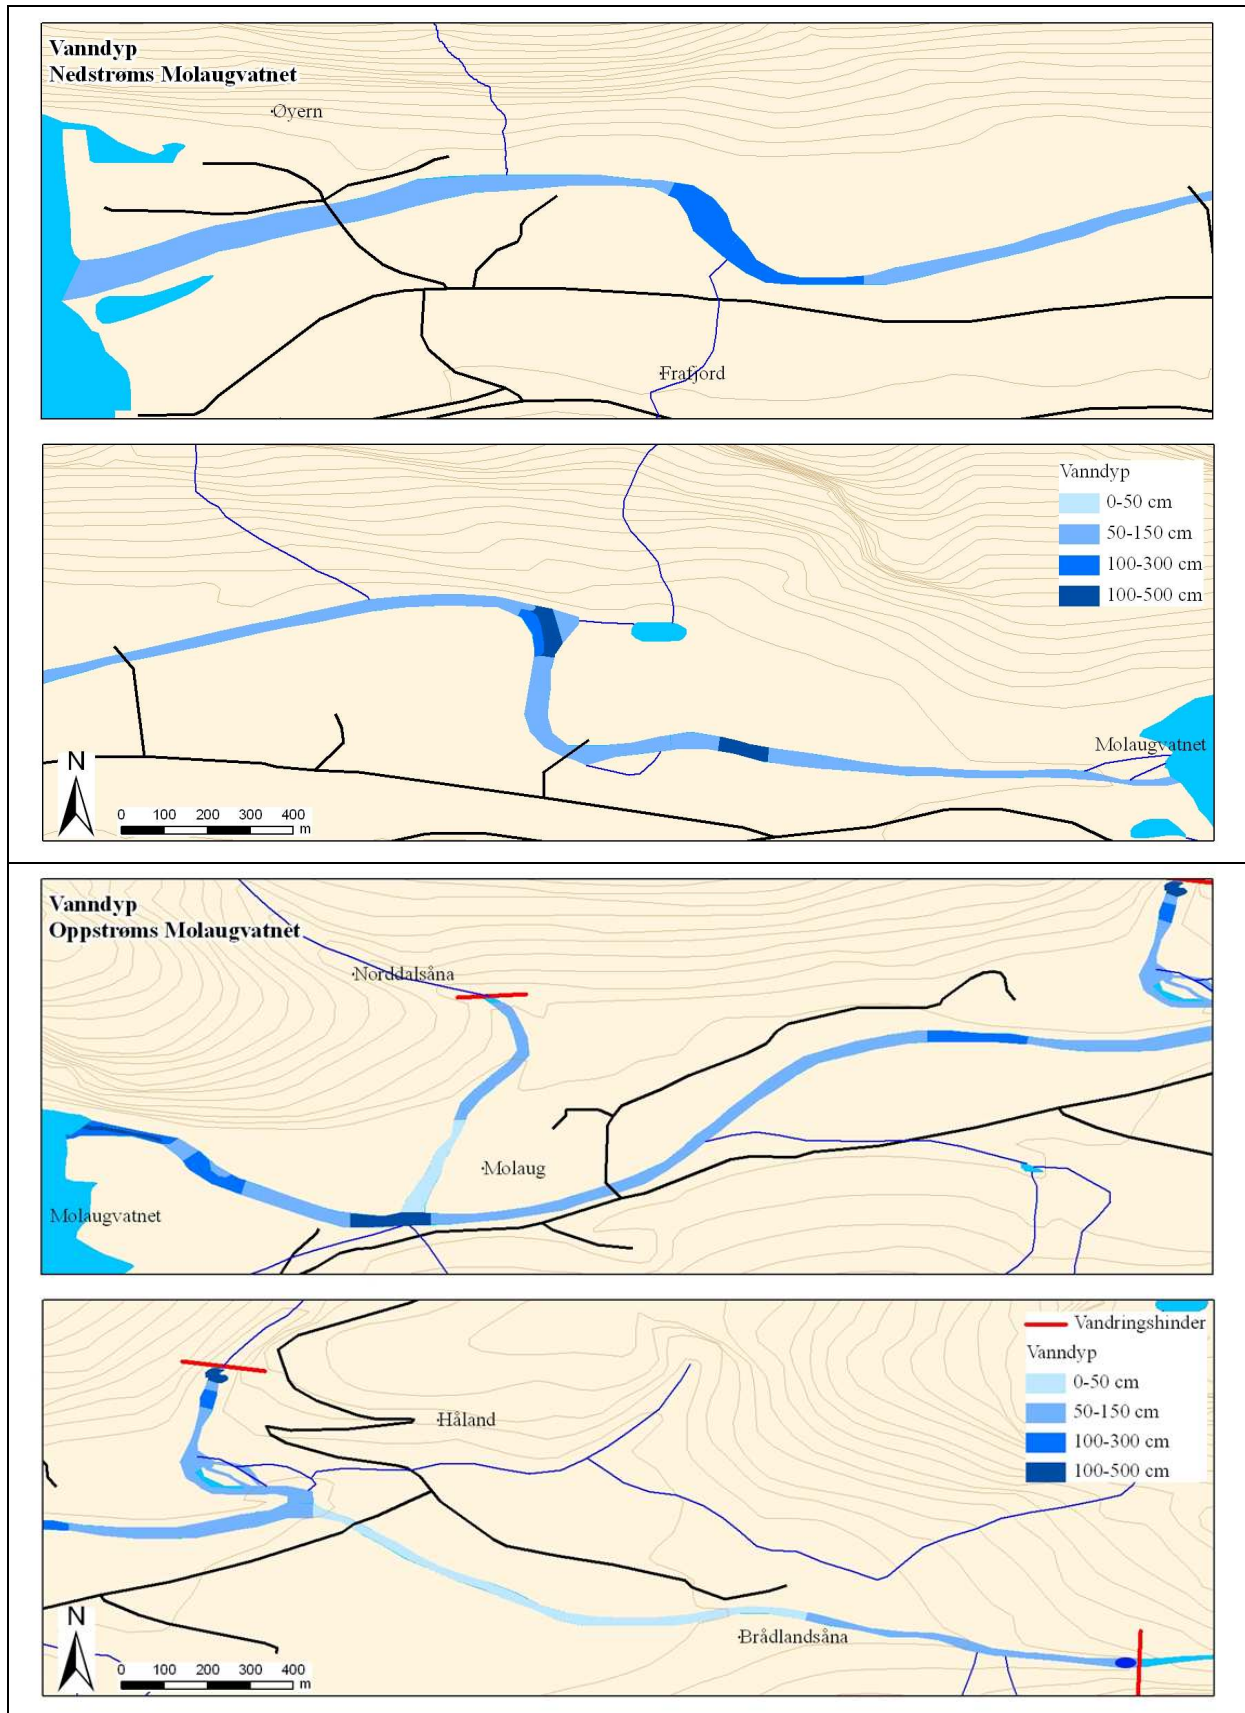 Vanndyp
Nedstrøms Molaugvatnet
Øyern
Frafjord
Vanndyp
0-50 cm
50-150 cm
100-300 cm
100-500 cm
Molaugvatnet
N
0 100 200 300 400
m
Vanndyp
Oppstrøms Molaugvatnet
Norddalsåna
Molaug
Molaugvatnet
Vandringshinder
Vanndyp
0-50 cm
50-150 cm
100-300 cm
100-500 cm
Håland
Brådlandsåna
N
0 100 200 300 400
m